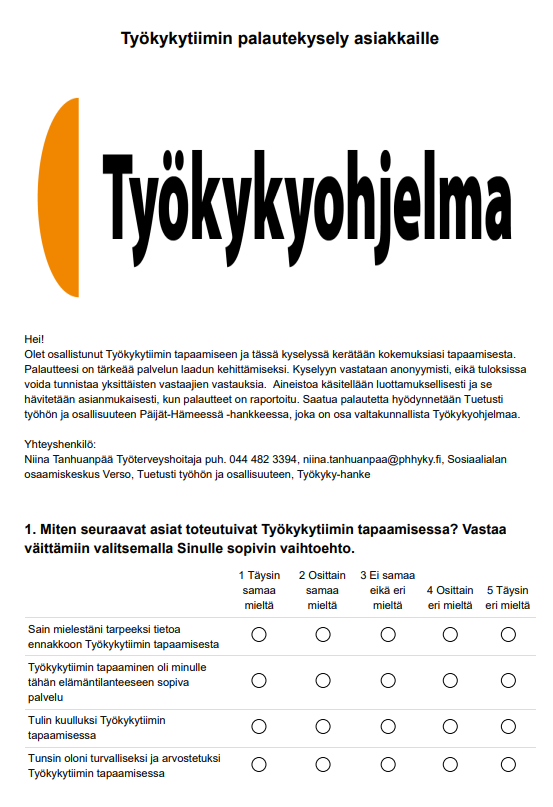 Työkykytiimin palautekysely asiakkaille
Työkykyohjelma
Hei!
Olet osallistunut Työkykytiimin tapaamiseen ja tässä kyselyssä kerätään kokemuksiasi tapaamisesta.
Palautteesi on tärkeää palvelun laadun kehittämiseksi. Kyselyyn vastataan anonyymisti, eikä tuloksissa
voida tunnistaa yksittäisten vastaajien vastauksia. Aineistoa käsitellään luottamuksellisesti ja se
hävitetään asianmukaisesti, kun palautteet on raportoitu. Saatua palautetta hyödynnetään Tuetusti
työhön ja osallisuuteen Päijät-Hämeessä -hankkeessa, joka on osa valtakunnallista Työkykyohjelmaa.
Yhteyshenkilö:
Niina Tanhuanpää Työterveyshoitaja puh. 044 482 3394, niina.tanhuanpaa@phhyky.fi, Sosiaalialan
osaamiskeskus Verso, Tuetusti työhön ja osallisuuteen, Työkyky-hanke
1. Miten seuraavat asiat toteutuivat Työkykytiimin tapaamisessa? Vastaa
väittämiin valitsemalla Sinulle sopivin vaihtoehto.
1 Täysin samaa mieltä
2 Osittain samaa mieltä
3 Ei samaa eikä eri mieltä
4 Osittain eri mieltä
5 Täysin eri mieltä
Sain mielestäni tarpeeksi tietoa
ennakkoon Työkykytiimin tapaamisesta
Työkykytiimin tapaaminen oli minulle
tähän elämäntilanteeseen sopiva
palvelu
Tulin kuulluksi Työkykytiimin
tapaamisessa
Tunsin oloni turvalliseksi ja arvostetuksi
Työkykytiimin tapaamisessa